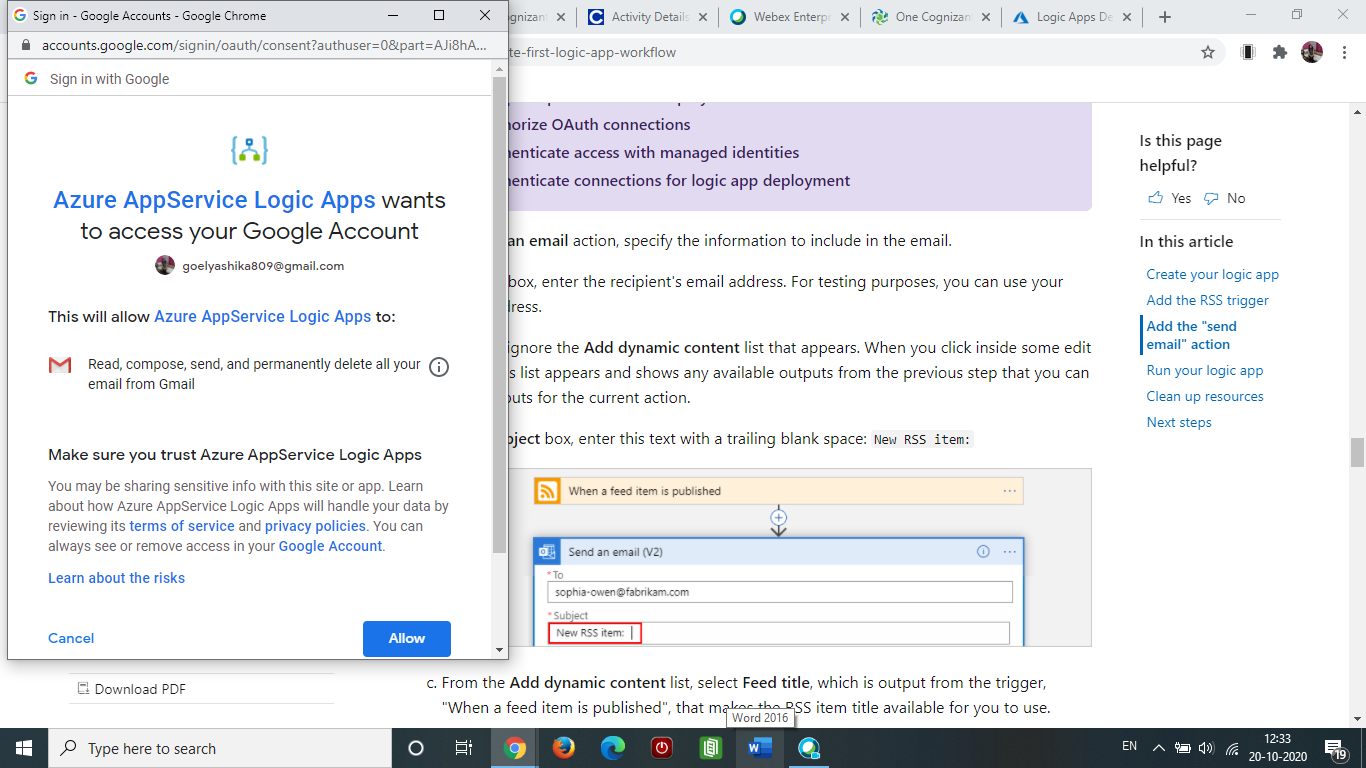 Sign in - Google Accounts - Google Chrome
accounts.google.com/signin/oauth/consent?authuser=0&part=AJi8hA...
Sign in with Google
Azure AppService Logic Apps wants
to access your Google Account
goelyashika809@gmail.com
This will allow Azure AppService Logic Apps to:
Read, compose, send, and permanently delete all your
email from Gmail
Make sure you trust Azure AppService Logic Apps
You may be sharing sensitive info with this site or app. Learn
about how Azure AppService Logic Apps will handle your data by
reviewing its terms of service and privacy policies. You can
always see or remove access in your Google Account.
Learn about the risks
Cancel
Allow
Activity Details
Webex Enterp
One Cognizan
Logic Apps De
te-first-logic-app-workflow
orize OAuth connections
enticate access with managed identities
enticate connections for logic app deployment
an email action, specify the information to include in the email.
box, enter the recipient's email address. For testing purposes, you can use your
ignore the Add dynamic content list that appears. When you click inside some edit
s list appears and shows any available outputs from the previous step that you can
uts for the current action.
ject box, enter this text with a trailing blank space: New RSS item:
When a feed item is published
Send an email (V2)
*To
sophia-owen@fabrikam.com
*Subject
New RSS item:
c. From the Add dynamic content list, select Feed title, which is output from the trigger,
"When a feed item is published", that makes the RSS item title available for you to use.
Is this page
helpful?
Yes
No
In this article
Create your logic app
Add the RSS trigger
Add the "send
email" action
Run your logic app
Clean up resources
Next steps
Download PDF
Word 2016
Type here to search
EN
12:33
20-10-2020
19